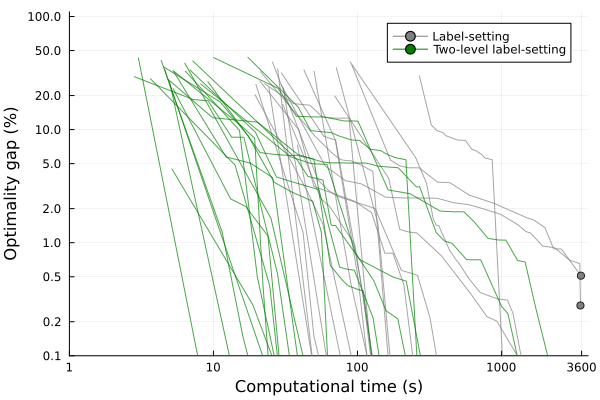 100.0
50.0
20.0
10.0
5.0
2.0
1.0
0.5
0.2
0.1
Optimality gap (%)
Label-setting
Two-level label-setting
1 10 100 1000 3600
Computational time (s)